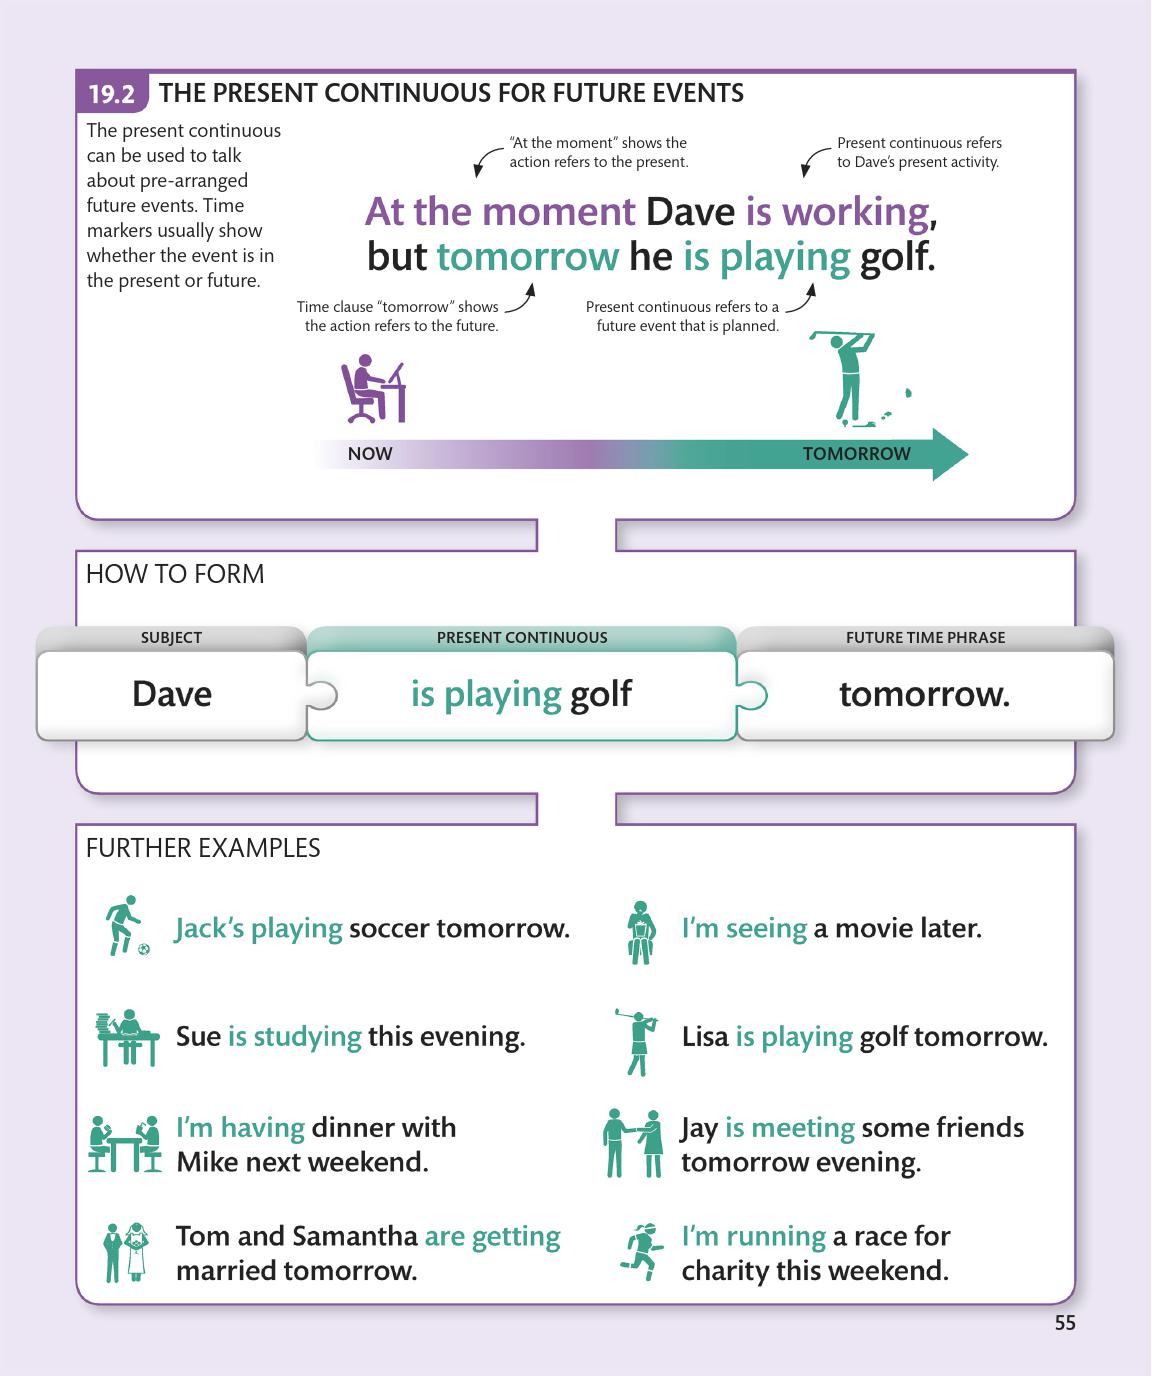 19.2 THE PRESENT CONTINUOUS FOR FUTURE EVENTS
The present continuous
can be used to talk
about pre-arranged
future events. Time
markers usually show
whether the event is in
the present or future.
“At the moment” shows the
action refers to the present.
Present continuous refers
to Dave’s present activity.
At the moment Dave is working,
but tomorrow he is playing golf.
Time clause “tomorrow” shows
the action refers to the future.
Present continuous refers to a
future event that is planned.
NOW
TOMORROW
HOW TO FORM
SUBJECT
PRESENT CONTINUOUS
FUTURE TIME PHRASE
Dave
is playing golf
tomorrow.
FURTHER EXAMPLES
Jack’s playing soccer tomorrow.
I’m seeing a movie later.
Sue is studying this evening.
Lisa is playing golf tomorrow.
I’m having dinner with
Mike next weekend.
Jay is meeting some friends
tomorrow evening.
Tom and Samantha are getting
married tomorrow.
I’m running a race for
charity this weekend.
55